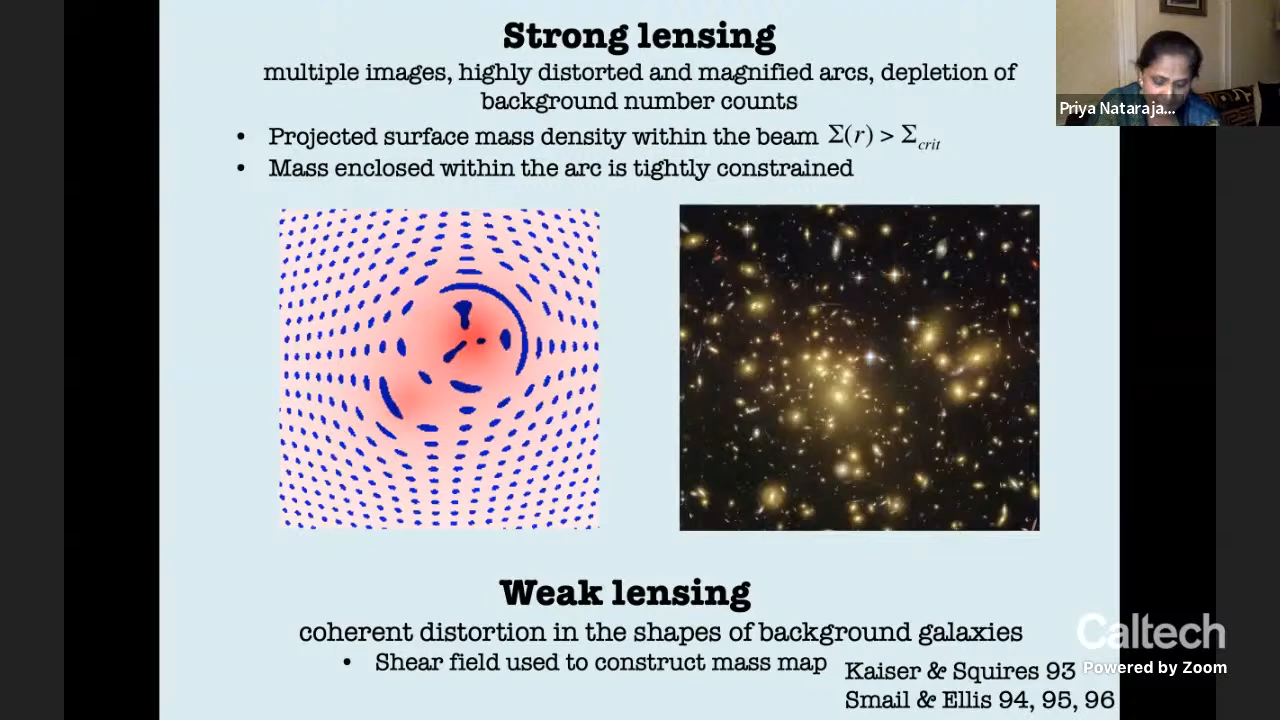 Strong lensing
multiple images, highly distorted and magnified arcs, depletion of
background number counts
• Projected surface mass density within the beam Σ(r) > Σcrit
• Mass enclosed within the arc is tightly constrained
Priya Nataraja...
Weak lensing
coherent distortion in the shapes of background galaxies
• Shear field used to construct mass map
Kaiser & Squires 93
Smail & Ellis 94, 95, 96
Caltech
Powered by Zoom